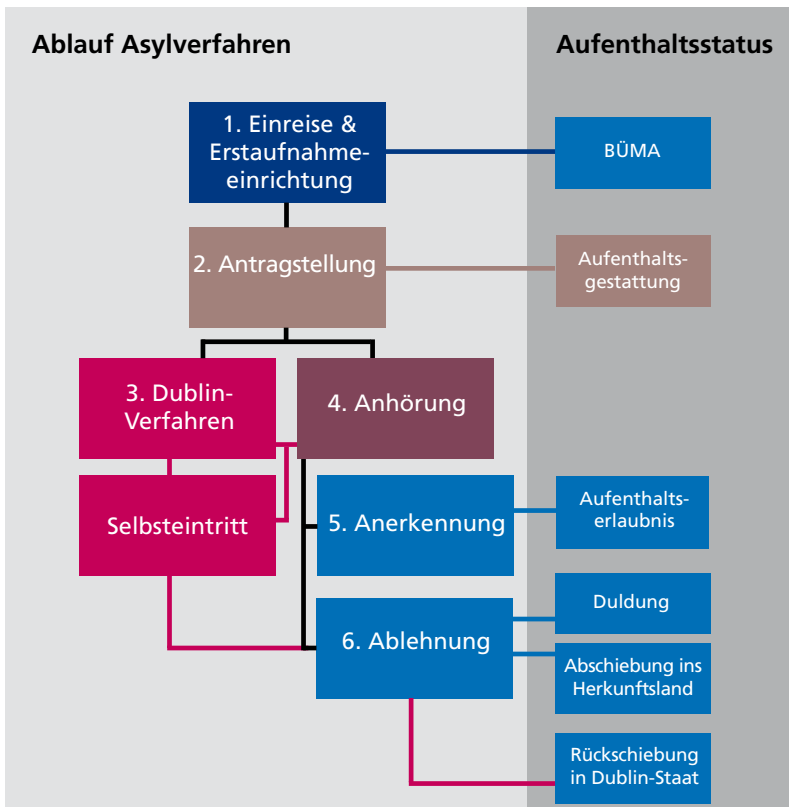 Ablauf Asylverfahren
Aufenthaltsstatus
1. Einreise &
Erstaufnahme-
einrichtung
BÜMA
2. Antragstellung
Aufenthalts-
gestattung
3. Dublin-
Verfahren
4. Anhörung
Selbsteintritt
5. Anerkennung
Aufenthalts-
erlaubnis
6. Ablehnung
Duldung
Abschiebung ins
Herkunftsland
Rückschiebung
in Dublin-Staat